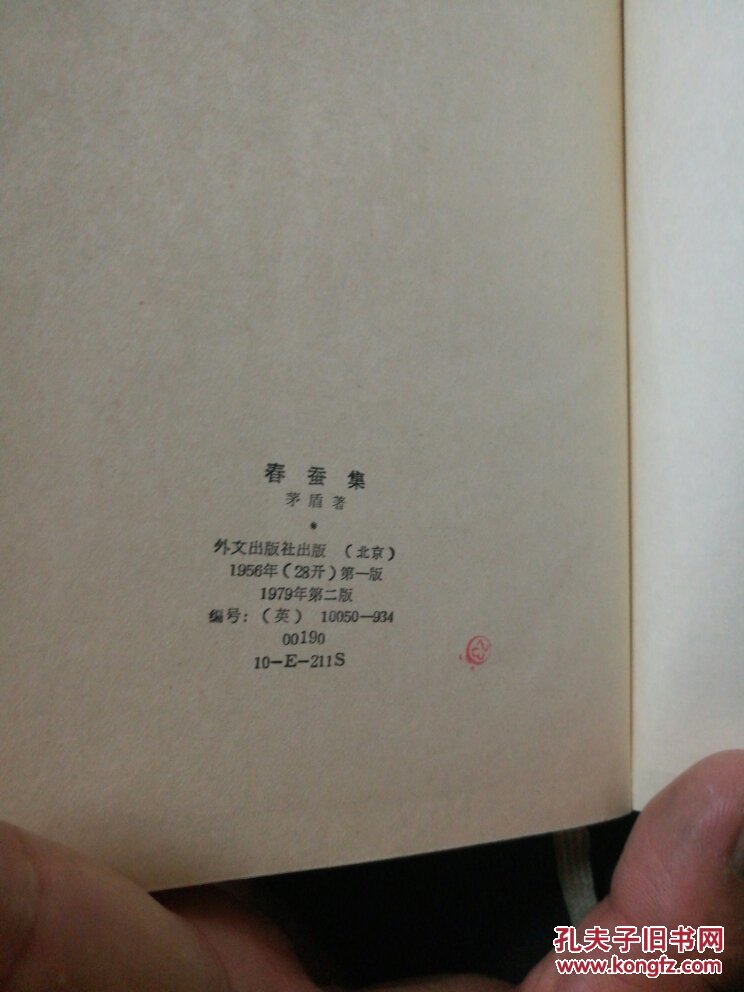 春蚕集
茅盾著
*
外文出版社出版 (北京)
1956年(28开)第一版
1979年第二版
编号:(英) 10050—934
00190
10—E—211S
孔夫子旧书网
www.kongfz.com